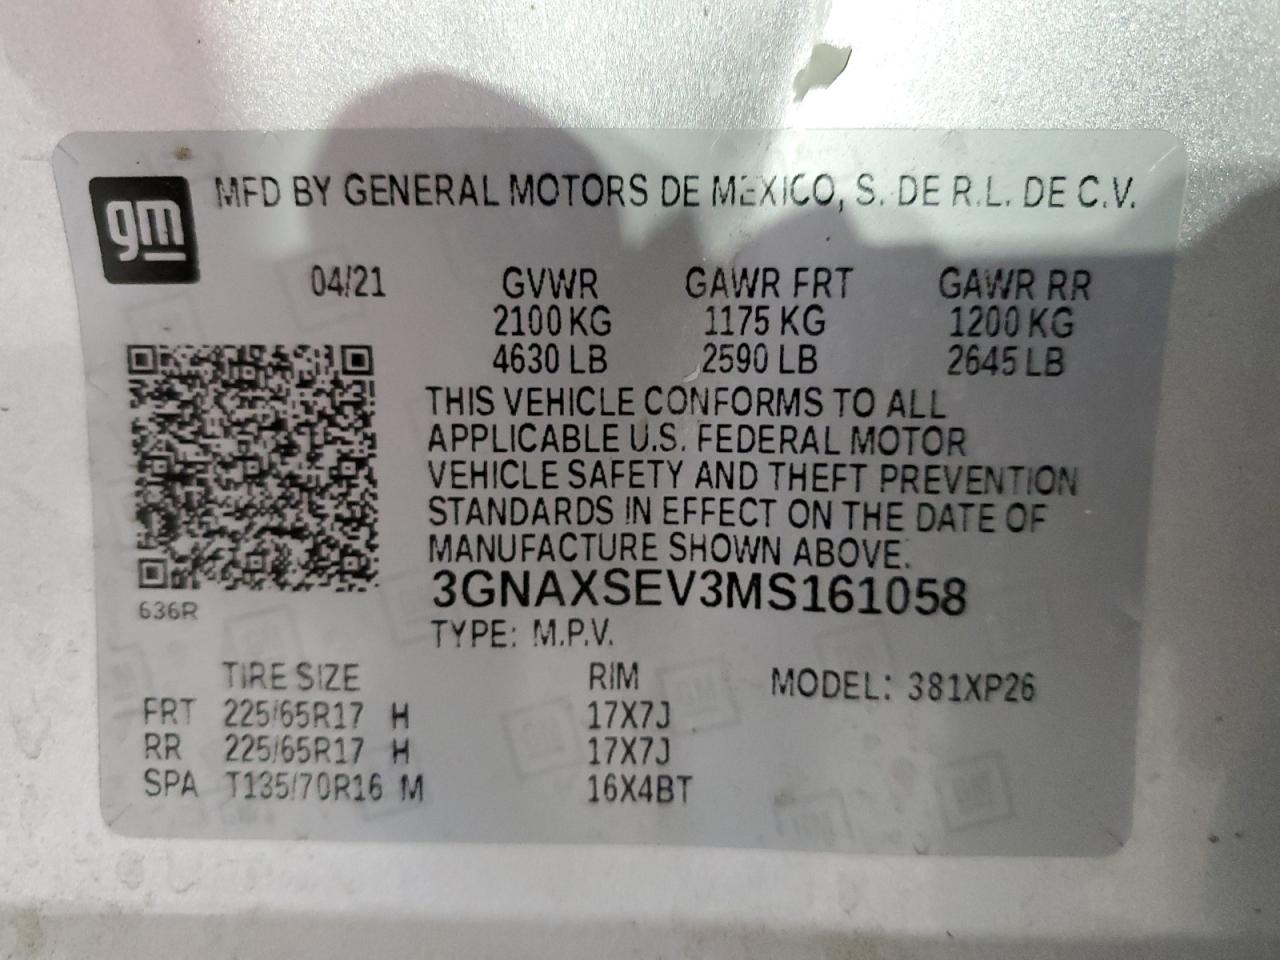 gm
MFD BY GENERAL MOTORS DE MEXICO, S. DE R.L. DE C.V.
04/21 GVWR GAWR FRT GAWR RR
2100 KG 1175 KG 1200 KG
4630 LB 2590 LB 2645 LB
THIS VEHICLE CONFORMS TO ALL
APPLICABLE U.S. FEDERAL MOTOR
VEHICLE SAFETY AND THEFT PREVENTION
STANDARDS IN EFFECT ON THE DATE OF
MANUFACTURE SHOWN ABOVE.
3GNAXSEV3MS161058
636R
TYPE: M.P.V.
TIRE SIZE RIM MODEL: 381XP26
FRT 225/65R17 H 17X7J
RR 225/65R17 H 17X7J
SPA T135/70R16 M 16X4BT